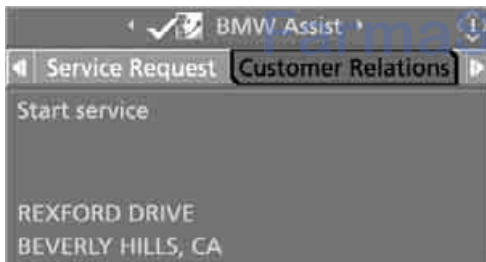 BMW Assist
Service Request Customer Relations
Start service
REXFORD DRIVE
BEVERLY HILLS, CA